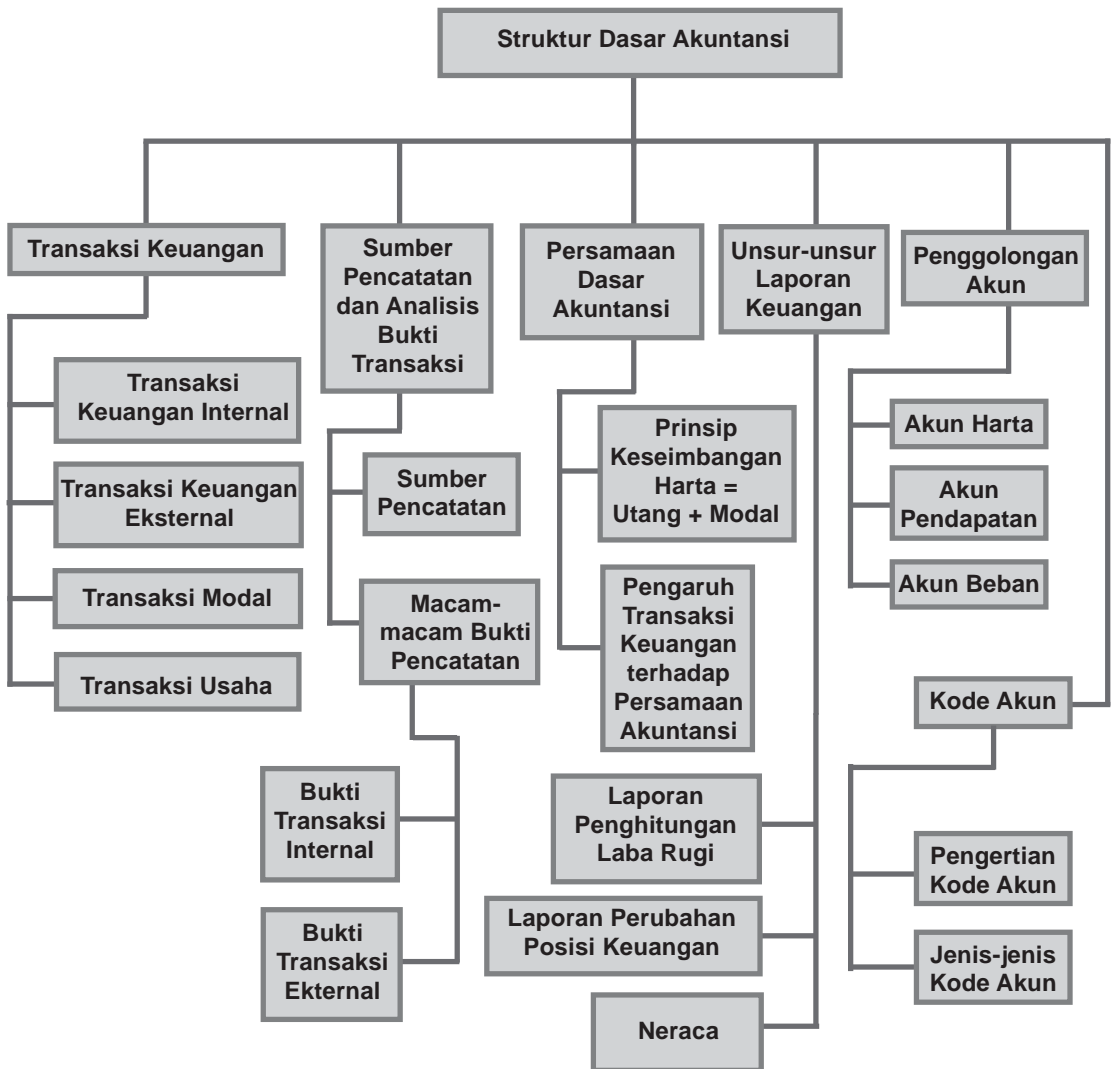 Struktur Dasar Akuntansi
Transaksi Keuangan
Transaksi
Keuangan Internal
Transaksi Keuangan
Eksternal
Transaksi Modal
Transaksi Usaha
Sumber
Pencatatan
dan Analisis
Bukti
Transaksi
Sumber
Pencatatan
Macam-
macam Bukti
Pencatatan
Bukti
Transaksi
Internal
Bukti
Transaksi
Ekternal
Persamaan
Dasar
Akuntansi
Prinsip
Keseimbangan
Harta =
Utang + Modal
Pengaruh
Transaksi
Keuangan
terhadap
Persamaan
Akuntansi
Unsur-unsur
Laporan
Keuangan
Laporan
Penghitungan
Laba Rugi
Laporan Perubahan
Posisi Keuangan
Neraca
Penggolongan
Akun
Akun Harta
Akun
Pendapatan
Akun Beban
Kode Akun
Pengertian
Kode Akun
Jenis-jenis
Kode Akun